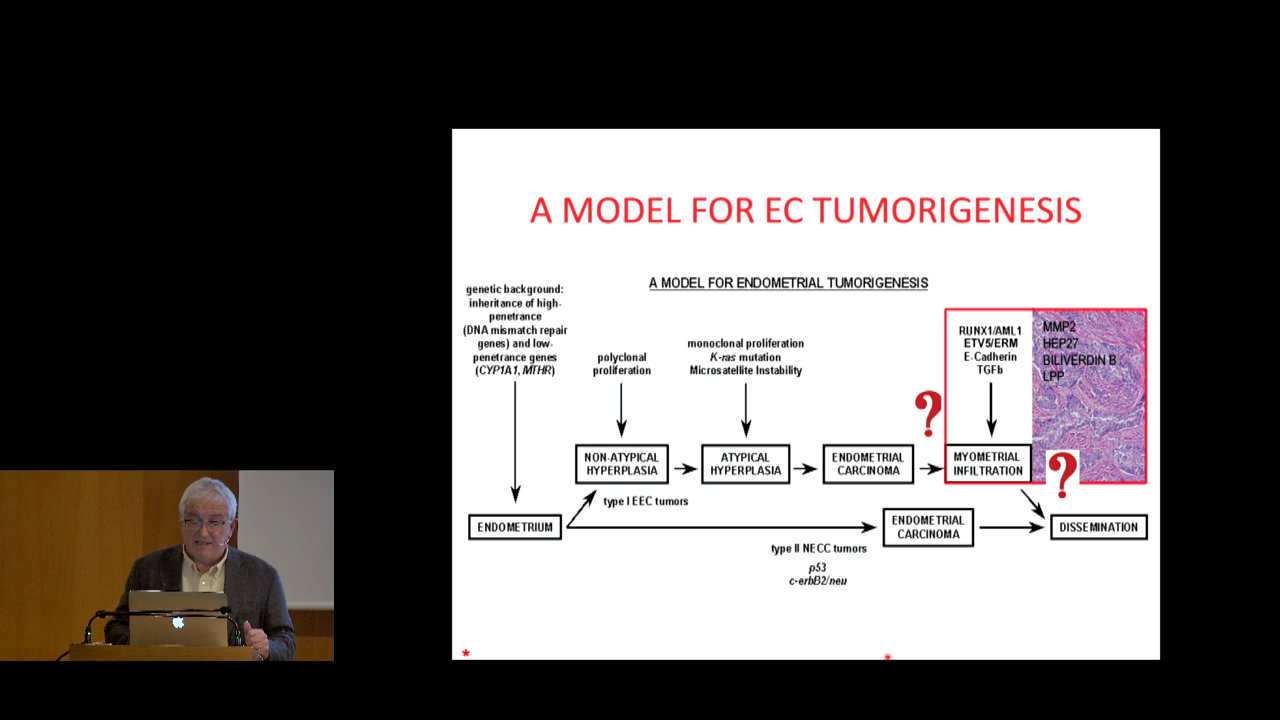 A MODEL FOR EC TUMORIGENESIS
A MODEL FOR ENDOMETRIAL TUMORIGENESIS
genetic background:
inheritance of high-
penetrance
(DNA mismatch repair
genes) and low-
penetrance genes
(CYP1A1, MTHR)
polyclonal
proliferation
monoclonal proliferation
K-ras mutation
Microsatellite Instability
RUNX1/AML1
ETV5/ERM
E-Cadherin
TGFb
MMP2
HEP27
BILIVERDIN B
LPP
?
NON-ATYPICAL
HYPERPLASIA
ATYPICAL
HYPERPLASIA
ENDOMETRIAL
CARCINOMA
MYOMETRIAL
INFILTRATION
?
type I EEC tumors
ENDOMETRIUM
ENDOMETRIAL
CARCINOMA
DISSEMINATION
type II NECC tumors
p53
c-erbB2/neu
*